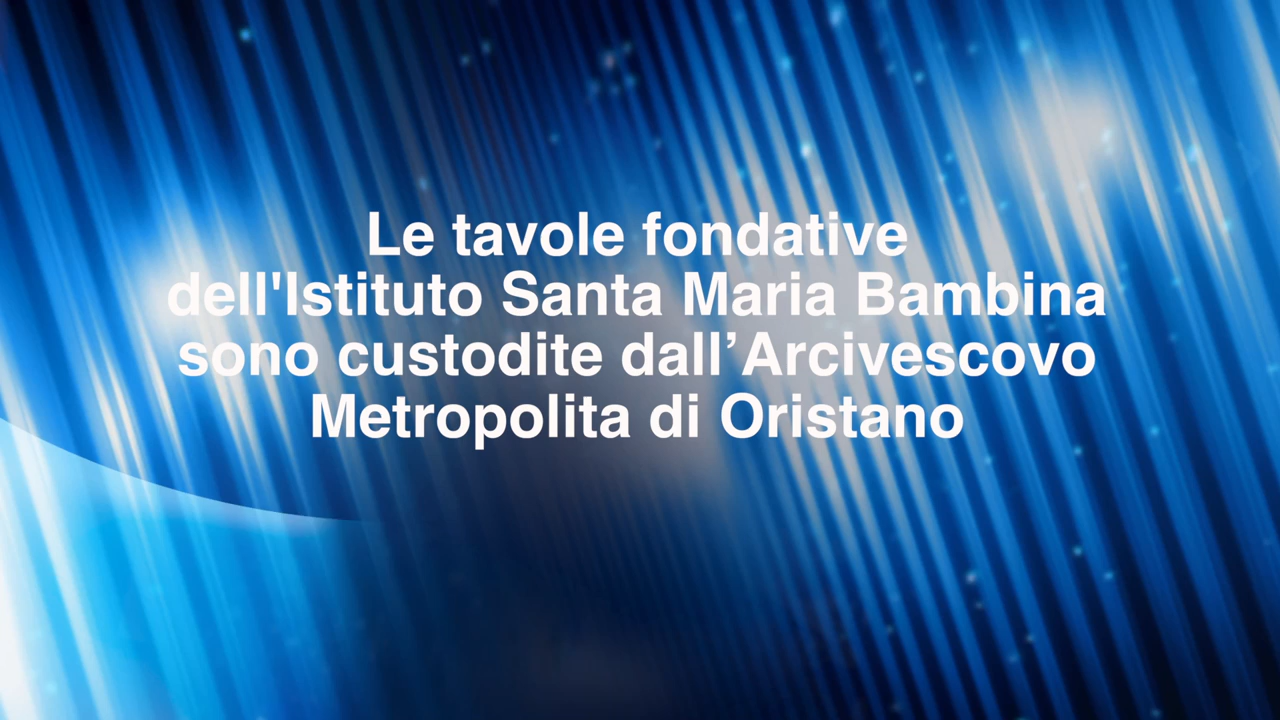 Le tavole fondative
dell'Istituto Santa Maria Bambina
sono custodite dall’Arcivescovo
Metropolita di Oristano